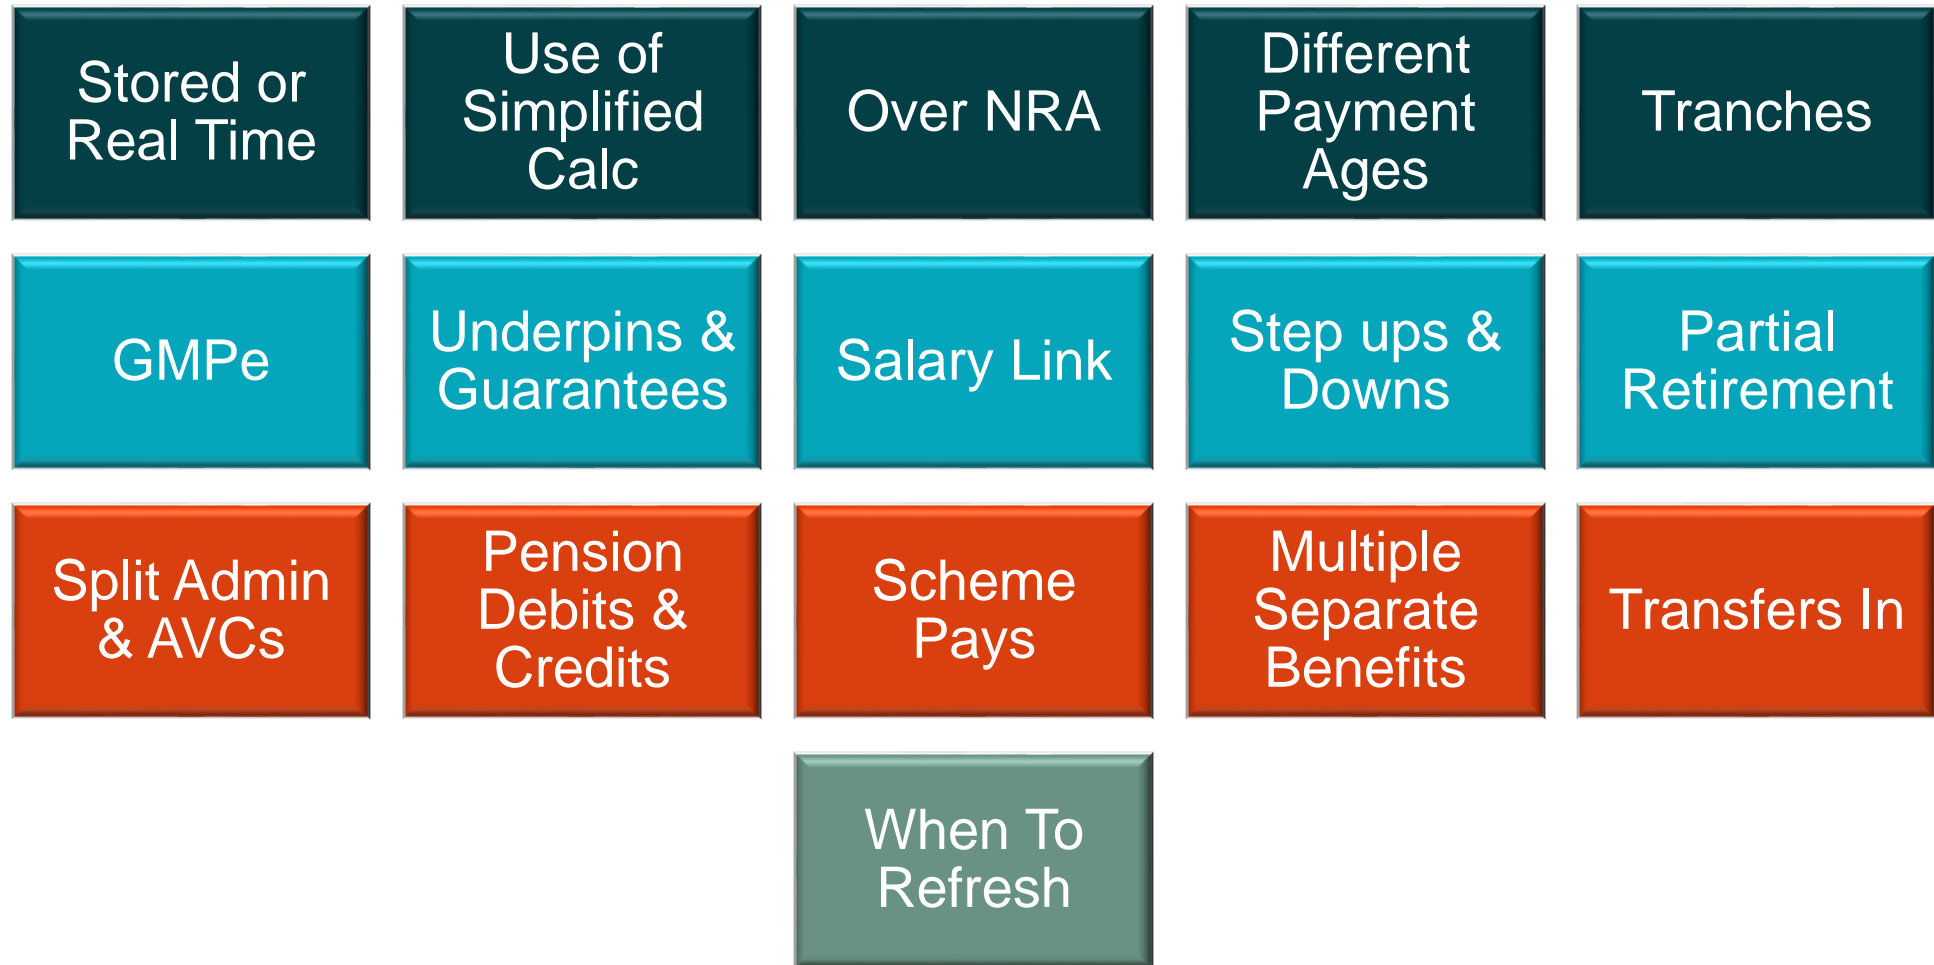 Stored or
Real Time
Use of
Simplified
Calc
Over NRA
Different
Payment
Ages
Tranches
GMPe
Underpins &
Guarantees
Salary Link
Step ups &
Downs
Partial
Retirement
Split Admin
& AVCs
Pension
Debits &
Credits
Scheme
Pays
Multiple
Separate
Benefits
Transfers In
When To
Refresh